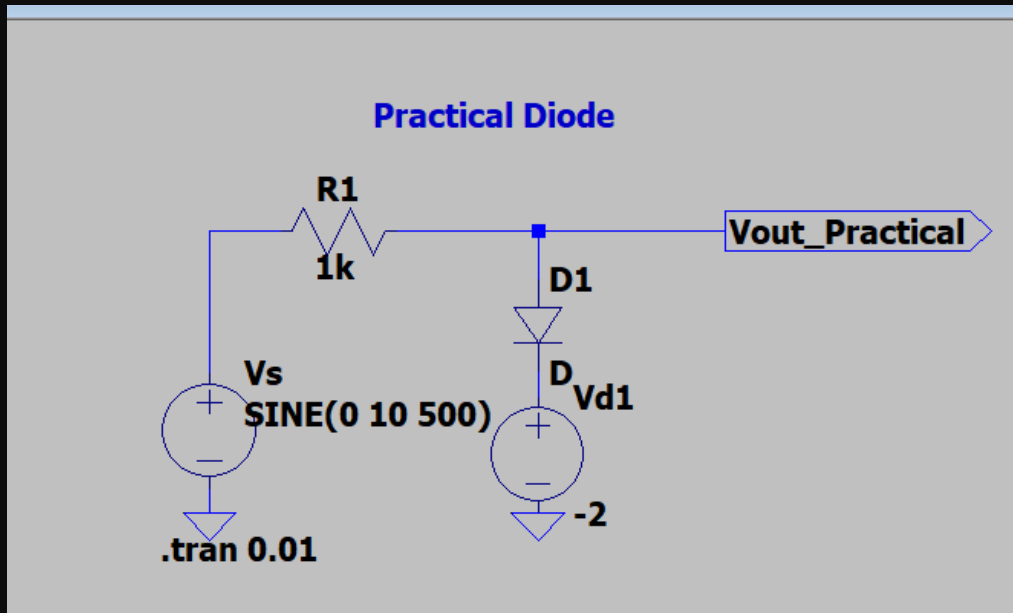 Practical Diode
R1
1k
Vout_Practical
D1
D
Vs
SINE(0 10 500)
Vd1
-2
.tran 0.01